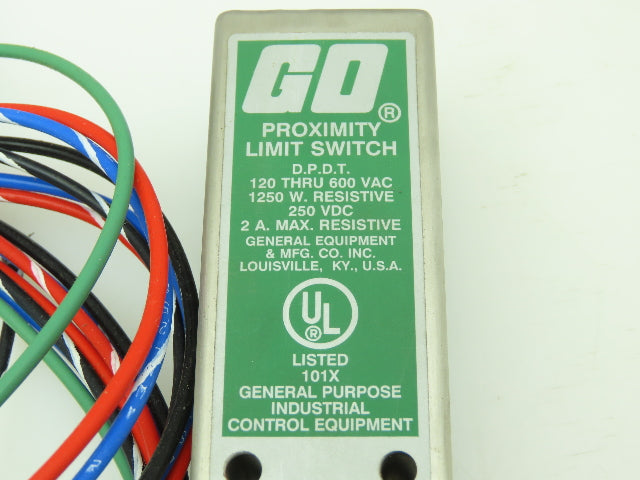 GO®
PROXIMITY
LIMIT SWITCH
D.P.D.T.
120 THRU 600 VAC
1250 W. RESISTIVE
250 VDC
2 A. MAX. RESISTIVE
GENERAL EQUIPMENT
& MFG. CO. INC.
LOUISVILLE, KY., U.S.A.
UL®
LISTED
101X
GENERAL PURPOSE
INDUSTRIAL
CONTROL EQUIPMENT